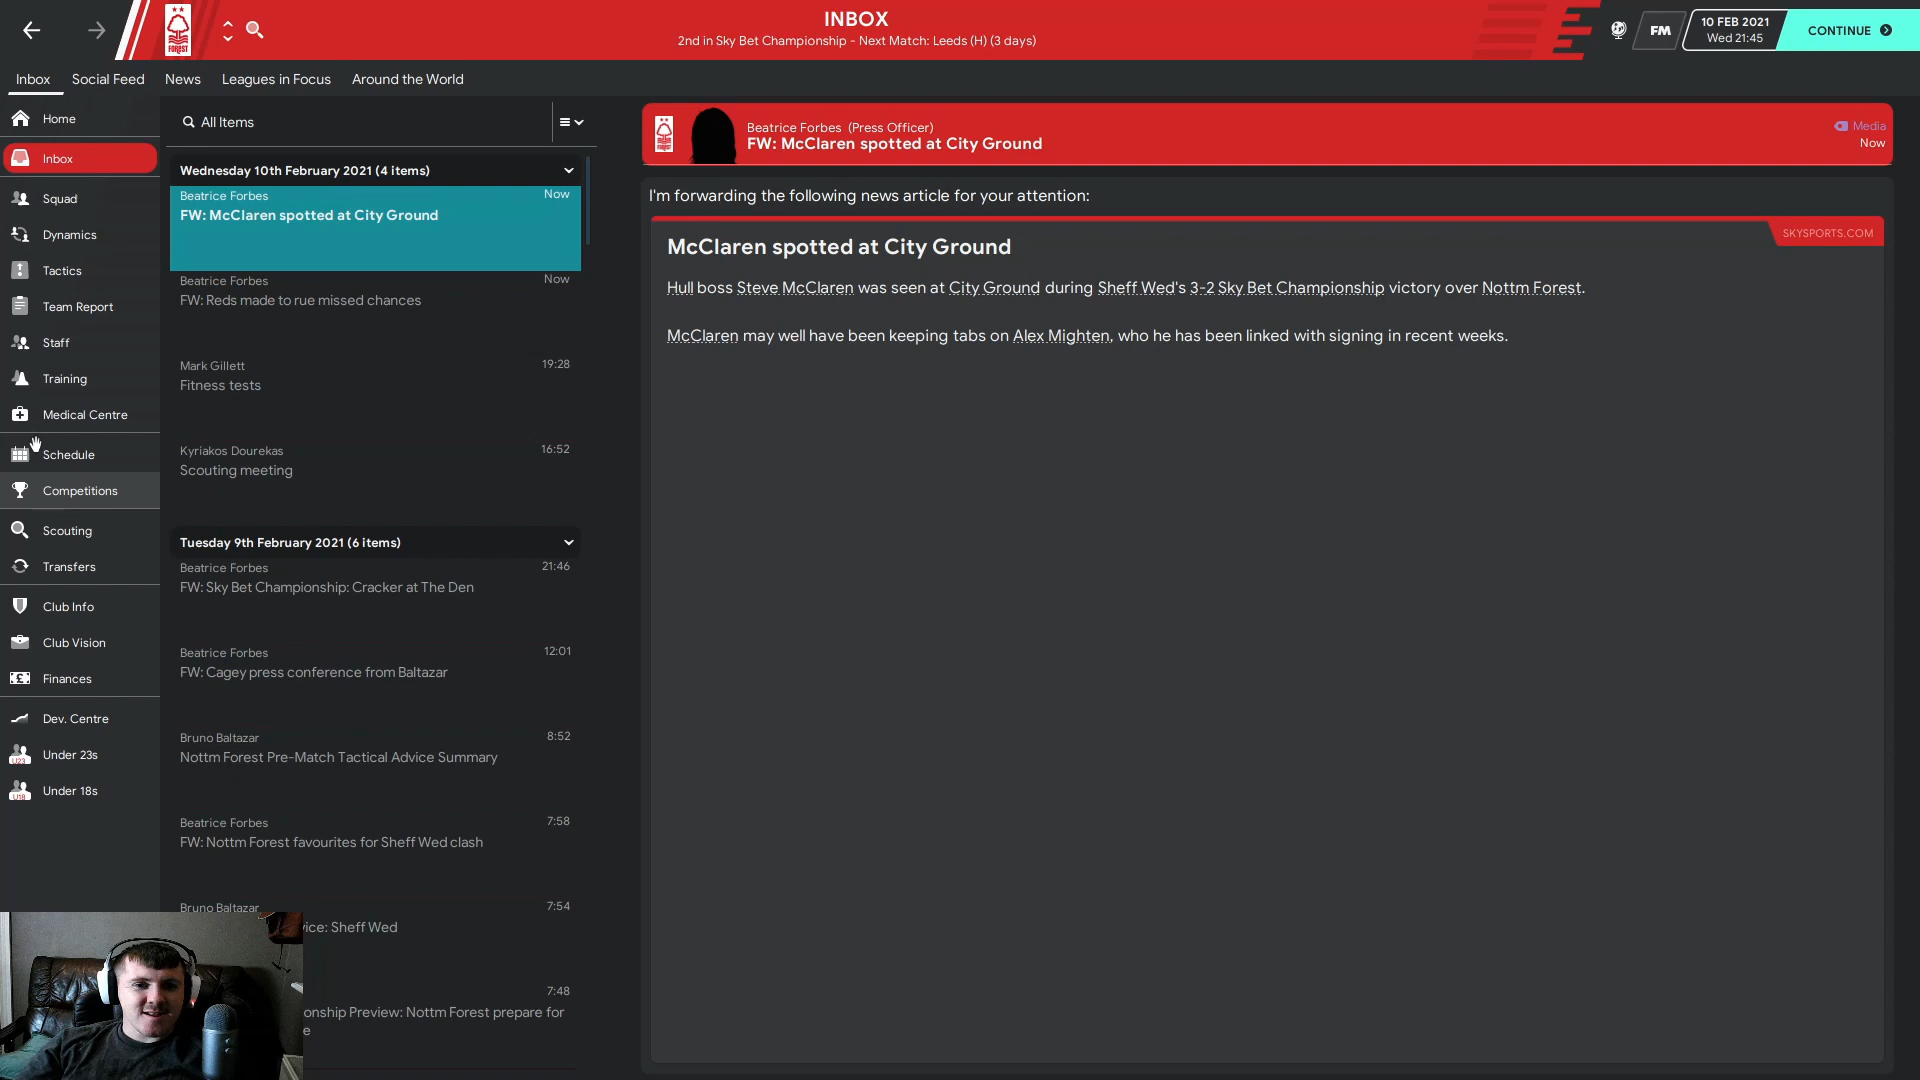 INBOX
2nd in Sky Bet Championship - Next Match: Leeds (H) (3 days)
FOREST
FM
10 FEB 2021
Wed 21:45
CONTINUE
Inbox
Social Feed
News
Leagues in Focus
Around the World
Home
Inbox
Squad
Dynamics
Tactics
Team Report
Staff
Training
Medical Centre
Schedule
Competitions
Scouting
Transfers
Club Info
Club Vision
Finances
Dev. Centre
U23
Under 23s
U18
Under 18s
All Items
Wednesday 10th February 2021 (4 items)
Beatrice Forbes Now
FW: McClaren spotted at City Ground
Beatrice Forbes Now
FW: Reds made to rue missed chances
Mark Gillett 19:28
Fitness tests
Kyriakos Dourekas 16:52
Scouting meeting
Tuesday 9th February 2021 (6 items)
Beatrice Forbes 21:46
FW: Sky Bet Championship: Cracker at The Den
Beatrice Forbes 12:01
FW: Cagey press conference from Baltazar
Bruno Baltazar 8:52
Nottm Forest Pre-Match Tactical Advice Summary
Beatrice Forbes 7:58
FW: Nottm Forest favourites for Sheff Wed clash
Bruno Baltazar 7:54
vice: Sheff Wed
7:48
onship Preview: Nottm Forest prepare for
e
Beatrice Forbes (Press Officer)
FW: McClaren spotted at City Ground
Media
Now
I'm forwarding the following news article for your attention:
SKYSPORTS.COM
McClaren spotted at City Ground
Hull boss Steve McClaren was seen at City Ground during Sheff Wed's 3-2 Sky Bet Championship victory over Nottm Forest.
McClaren may well have been keeping tabs on Alex Mighten, who he has been linked with signing in recent weeks.